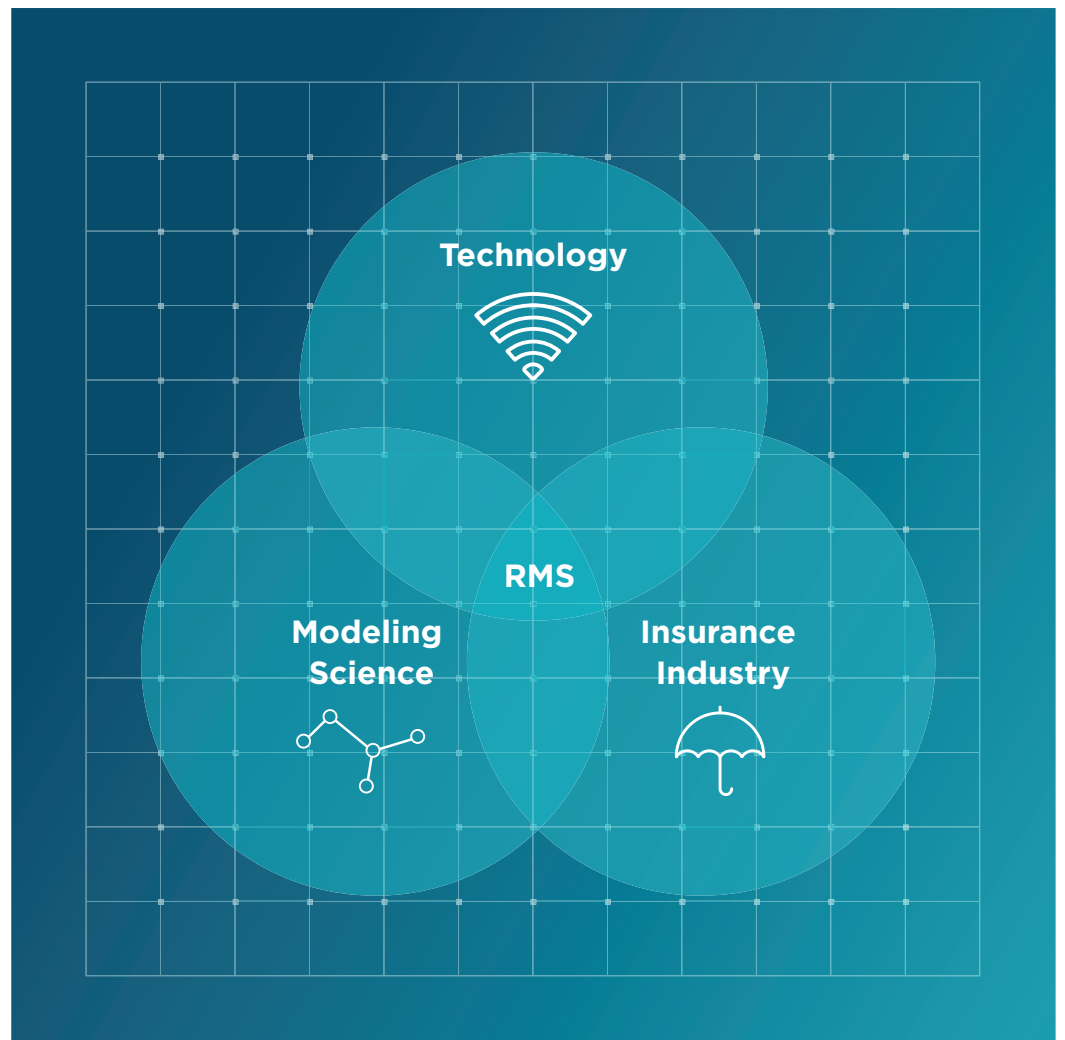 Technology
RMS
Modeling
Science
Insurance
Industry